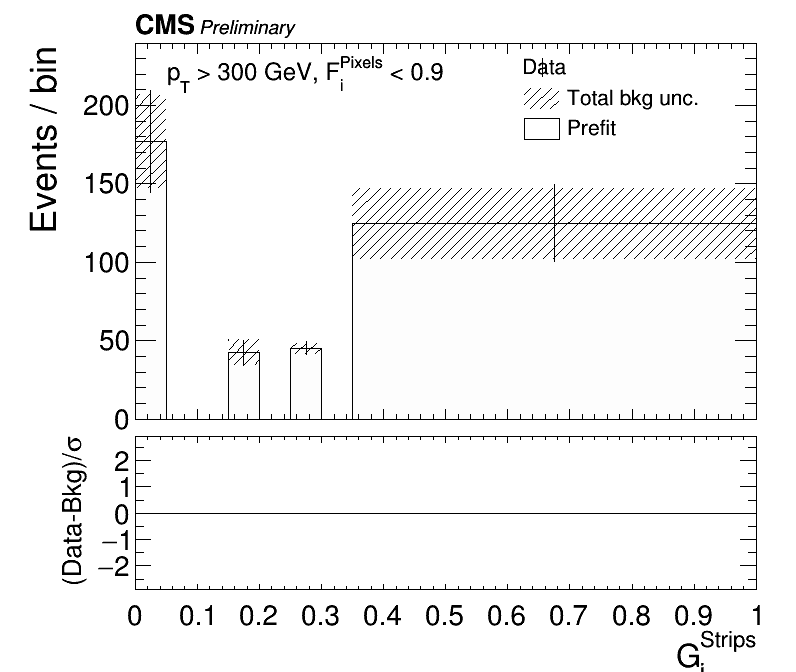 CMS Preliminary
p_T > 300 GeV, F_i^Pixels < 0.9
Data
Total bkg unc.
Prefit
Events / bin
200
150
100
50
0
(Data-Bkg)/σ
2
1
0
−1
−2
0 0.1 0.2 0.3 0.4 0.5 0.6 0.7 0.8 0.9 1
G_i^Strips